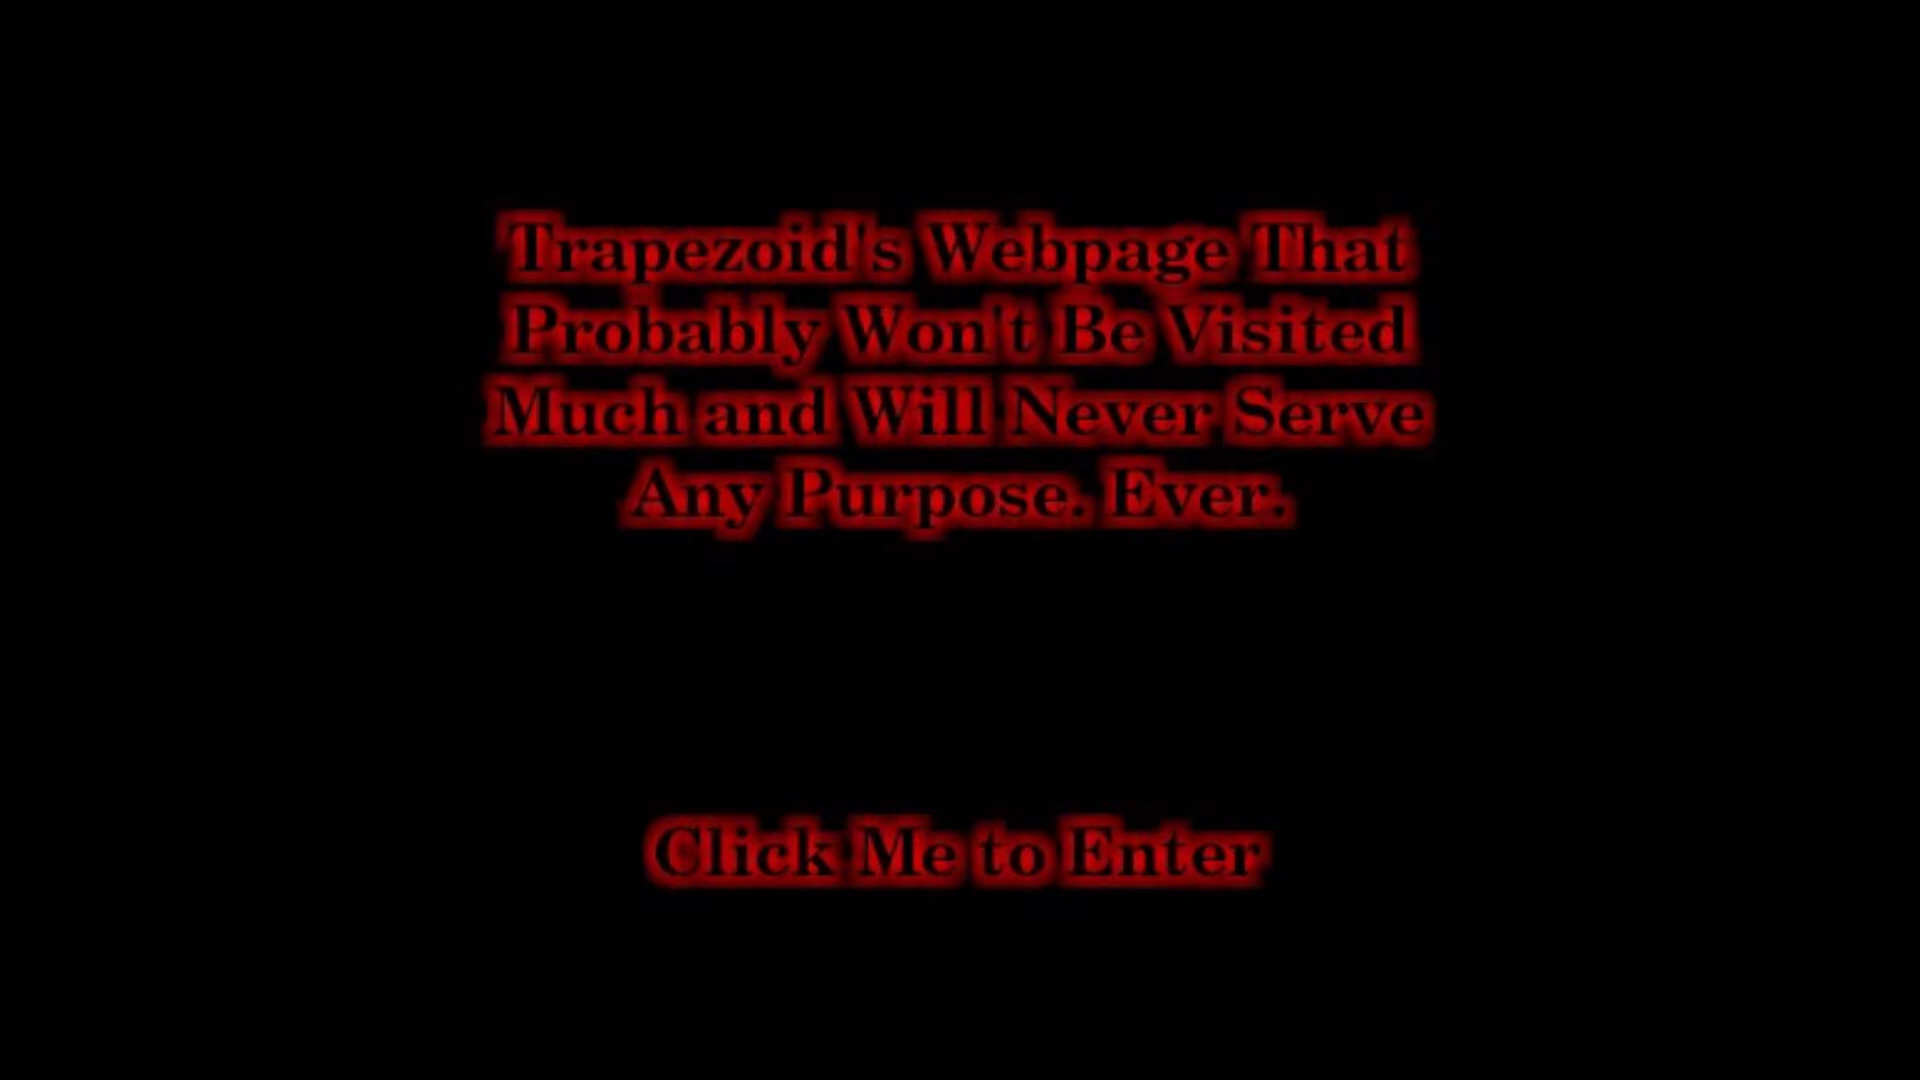 Trapezoid's Webpage That
Probably Won't Be Visited
Much and Will Never Serve
Any Purpose. Ever.
Click Me to Enter